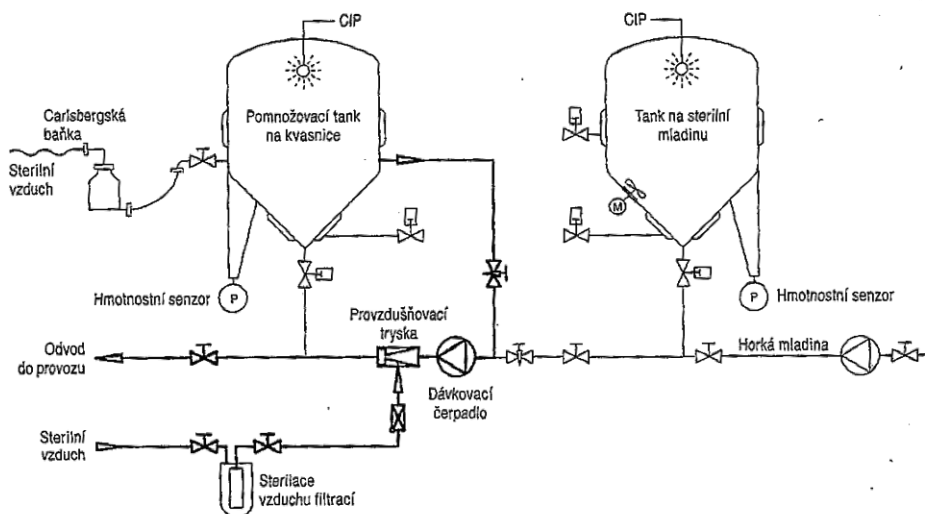 CIP
CIP
Carlsbergská
baňka
Sterilní
vzduch
Pomnožovací tank
na kvasnice
Tank na sterilní
mladinu
M
P
Hmotnostní senzor
P
Hmotnostní senzor
Provzdušňovací
tryska
Odvod
do provozu
Dávkovací
čerpadlo
Horká mladina
Sterilní
vzduch
Sterilace
vzduchu filtrací